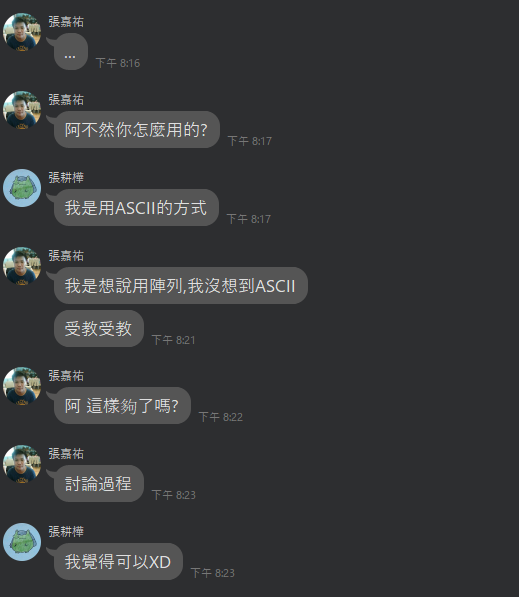 張嘉祐
...
下午 8:16
張嘉祐
阿不然你怎麼用的?
下午 8:17
張耕樺
我是用ASCII的方式
下午 8:17
張嘉祐
我是想說用陣列,我沒想到ASCII
受教受教
下午 8:21
張嘉祐
阿 這樣夠了嗎?
下午 8:22
張嘉祐
討論過程
下午 8:23
張耕樺
我覺得可以XD
下午 8:23